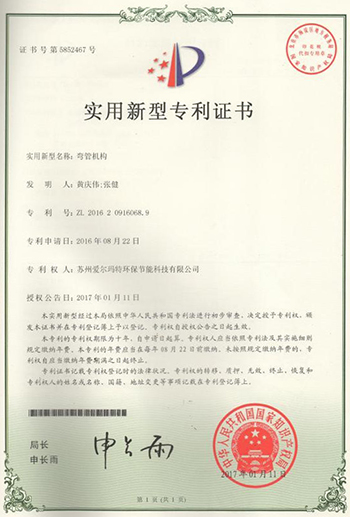 证书号第5852467号
实用新型专利证书
实用新型名称：弯管机构
发 明 人：黄庆伟;张健
专 利 号：ZL 2016 2 0916068.9
专利申请日：2016年08月22日
专 利 权 人：苏州爱尔玛特环保节能科技有限公司
授权公告日：2017年01月11日
本实用新型经过本局依照中华人民共和国专利法进行初步审查，决定授予专利权，颁
发本证书并在专利登记簿上予以登记。专利权自授权公告之日起生效。
本专利的专利权期限为十年，自申请日起算。专利权人应当依照专利法及其实施细则
规定缴纳年费。本专利的年费应当在每年08月22日前缴纳。未按照规定缴纳年费的，专
利权自应当缴纳年费期满之日起终止。
专利证书记载专利权登记时的法律状况。专利权的转移、质押、无效、终止、恢复和
专利权人的姓名或名称、国籍、地址变更等事项记载在专利登记簿上。
局长
申长雨
申长雨
中华人民共和国国家知识产权局
2017年01月11日
第1页(共1页)